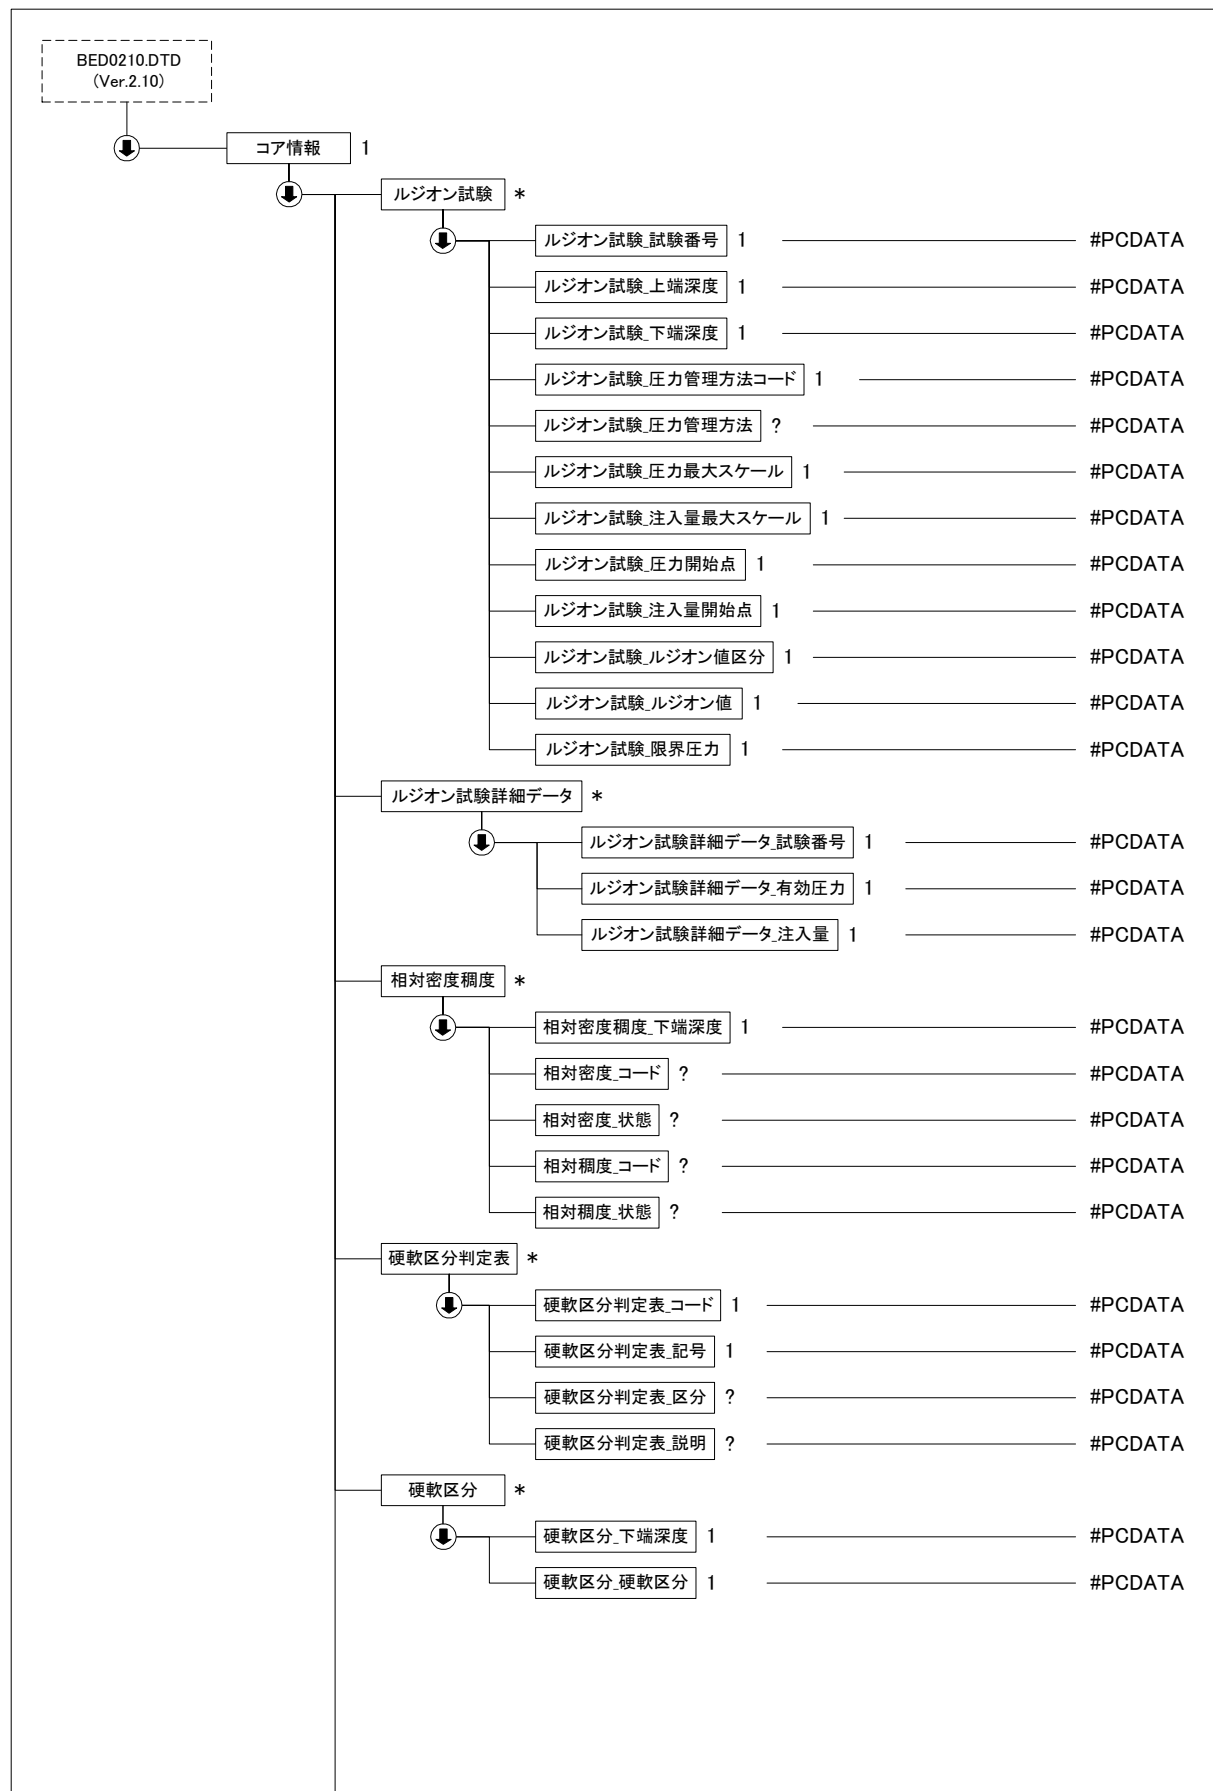 BED0210.DTD
(Ver.2.10)
コア情報 1
ルジオン試験 *
ルジオン試験_試験番号 1 #PCDATA
ルジオン試験_上端深度 1 #PCDATA
ルジオン試験_下端深度 1 #PCDATA
ルジオン試験_圧力管理方法コード 1 #PCDATA
ルジオン試験_圧力管理方法 ? #PCDATA
ルジオン試験_圧力最大スケール 1 #PCDATA
ルジオン試験_注入量最大スケール 1 #PCDATA
ルジオン試験_圧力開始点 1 #PCDATA
ルジオン試験_注入量開始点 1 #PCDATA
ルジオン試験_ルジオン値区分 1 #PCDATA
ルジオン試験_ルジオン値 1 #PCDATA
ルジオン試験_限界圧力 1 #PCDATA
ルジオン試験詳細データ *
ルジオン試験詳細データ_試験番号 1 #PCDATA
ルジオン試験詳細データ_有効圧力 1 #PCDATA
ルジオン試験詳細データ_注入量 1 #PCDATA
相対密度稠度 *
相対密度稠度_下端深度 1 #PCDATA
相対密度_コード ? #PCDATA
相対密度_状態 ? #PCDATA
相対稠度_コード ? #PCDATA
相対稠度_状態 ? #PCDATA
硬軟区分判定表 *
硬軟区分判定表_コード 1 #PCDATA
硬軟区分判定表_記号 1 #PCDATA
硬軟区分判定表_区分 ? #PCDATA
硬軟区分判定表_説明 ? #PCDATA
硬軟区分 *
硬軟区分_下端深度 1 #PCDATA
硬軟区分_硬軟区分 1 #PCDATA